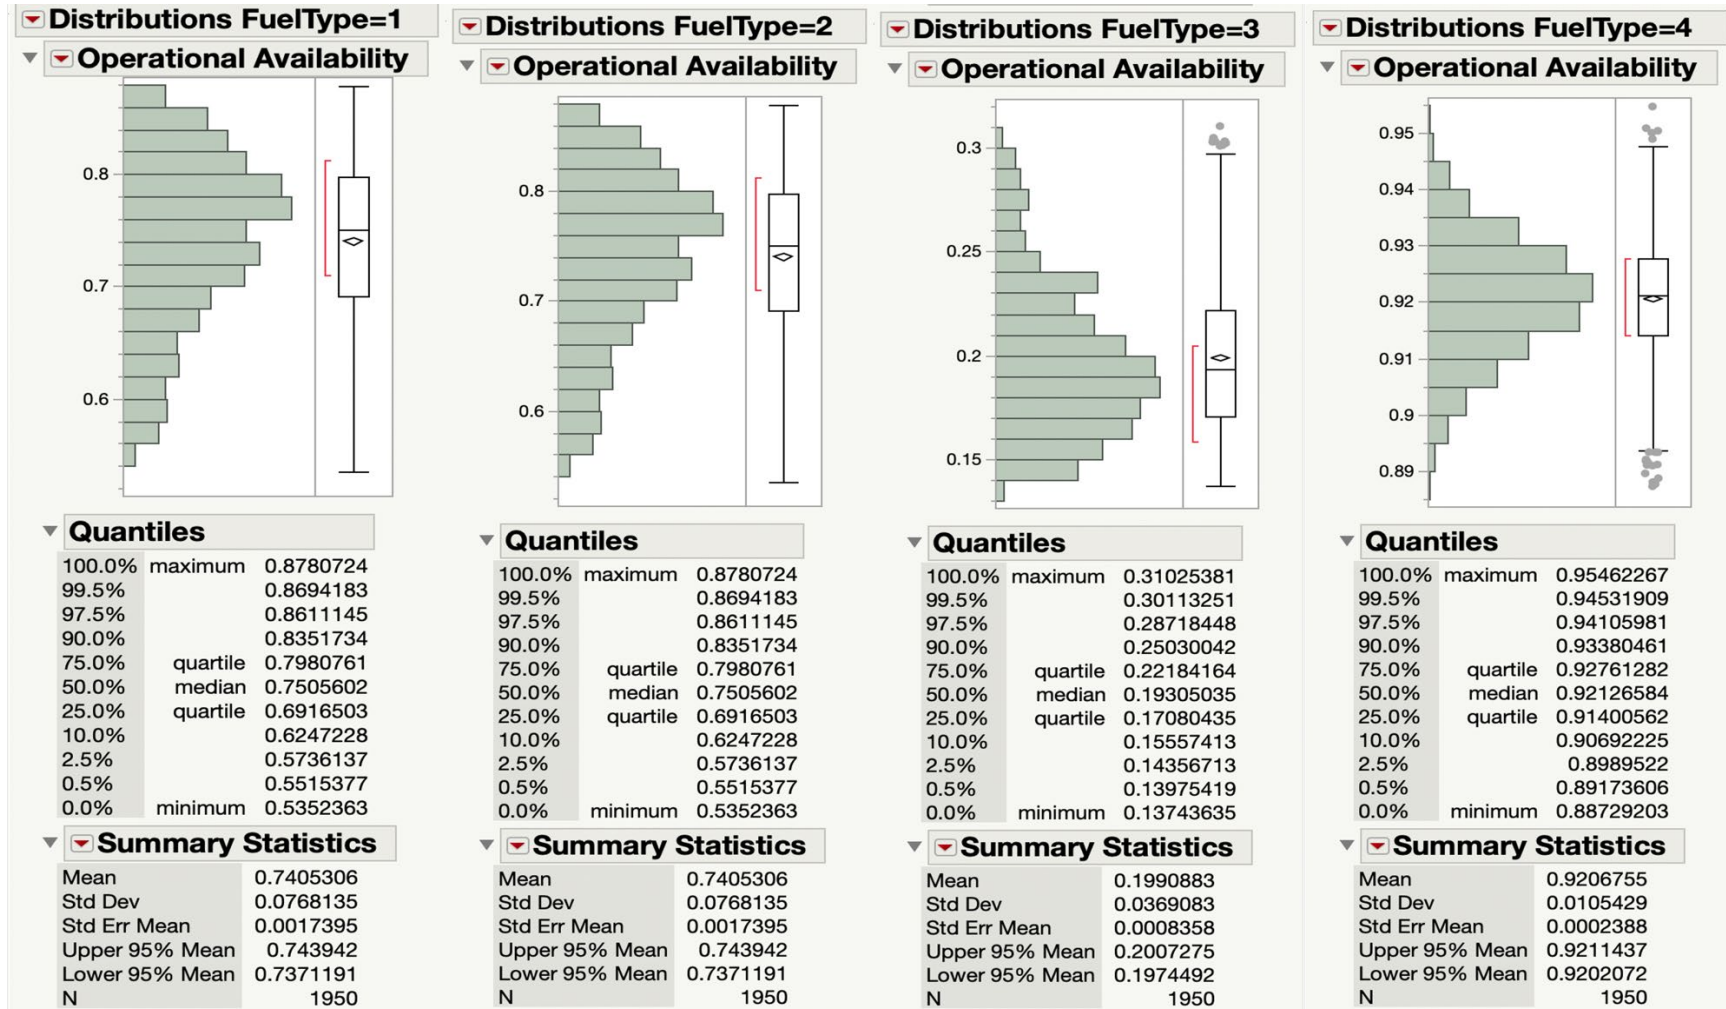 Distributions FuelType=1
Operational Availability
0.8
0.7
0.6
Quantiles
100.0% maximum 0.8780724
99.5% 0.8694183
97.5% 0.8611145
90.0% 0.8351734
75.0% quartile 0.7980761
50.0% median 0.7505602
25.0% quartile 0.6916503
10.0% 0.6247228
2.5% 0.5736137
0.5% 0.5515377
0.0% minimum 0.5352363
Summary Statistics
Mean 0.7405306
Std Dev 0.0768135
Std Err Mean 0.0017395
Upper 95% Mean 0.743942
Lower 95% Mean 0.7371191
N 1950
Distributions FuelType=2
Operational Availability
0.8
0.7
0.6
Quantiles
100.0% maximum 0.8780724
99.5% 0.8694183
97.5% 0.8611145
90.0% 0.8351734
75.0% quartile 0.7980761
50.0% median 0.7505602
25.0% quartile 0.6916503
10.0% 0.6247228
2.5% 0.5736137
0.5% 0.5515377
0.0% minimum 0.5352363
Summary Statistics
Mean 0.7405306
Std Dev 0.0768135
Std Err Mean 0.0017395
Upper 95% Mean 0.743942
Lower 95% Mean 0.7371191
N 1950
Distributions FuelType=3
Operational Availability
0.3
0.25
0.2
0.15
Quantiles
100.0% maximum 0.31025381
99.5% 0.30113251
97.5% 0.28718448
90.0% 0.25030042
75.0% quartile 0.22184164
50.0% median 0.19305035
25.0% quartile 0.17080435
10.0% 0.15557413
2.5% 0.14356713
0.5% 0.13975419
0.0% minimum 0.13743635
Summary Statistics
Mean 0.1990883
Std Dev 0.0369083
Std Err Mean 0.0008358
Upper 95% Mean 0.2007275
Lower 95% Mean 0.1974492
N 1950
Distributions FuelType=4
Operational Availability
0.95
0.94
0.93
0.92
0.91
0.9
0.89
Quantiles
100.0% maximum 0.95462267
99.5% 0.94531909
97.5% 0.94105981
90.0% 0.93380461
75.0% quartile 0.92761282
50.0% median 0.92126584
25.0% quartile 0.91400562
10.0% 0.90692225
2.5% 0.8989522
0.5% 0.89173606
0.0% minimum 0.88729203
Summary Statistics
Mean 0.9206755
Std Dev 0.0105429
Std Err Mean 0.0002388
Upper 95% Mean 0.9211437
Lower 95% Mean 0.9202072
N 1950